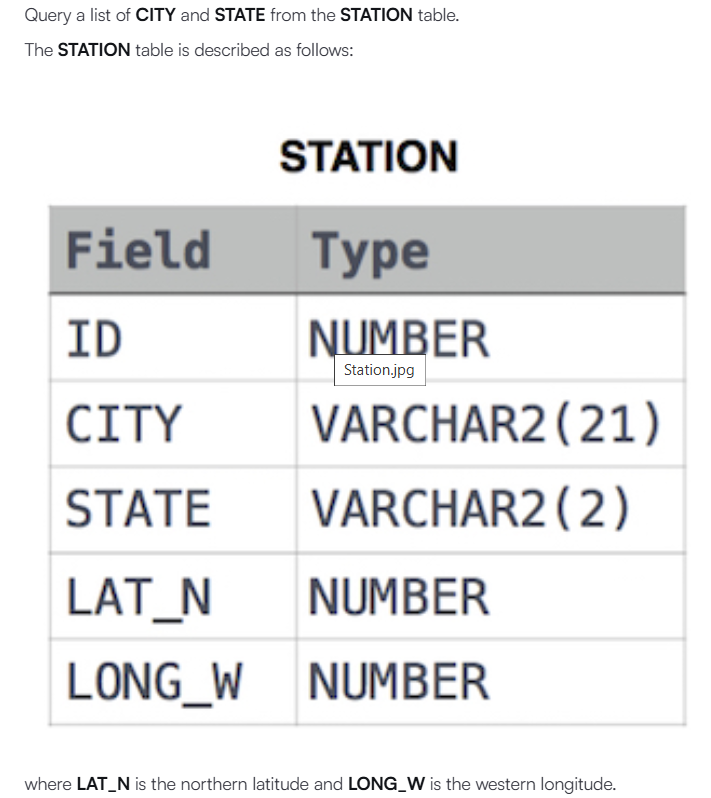 Query a list of CITY and STATE from the STATION table.
The STATION table is described as follows:
STATION
Field Type
ID NUMBER
Station.jpg
CITY VARCHAR2(21)
STATE VARCHAR2(2)
LAT_N NUMBER
LONG_W NUMBER
where LAT_N is the northern latitude and LONG_W is the western longitude.